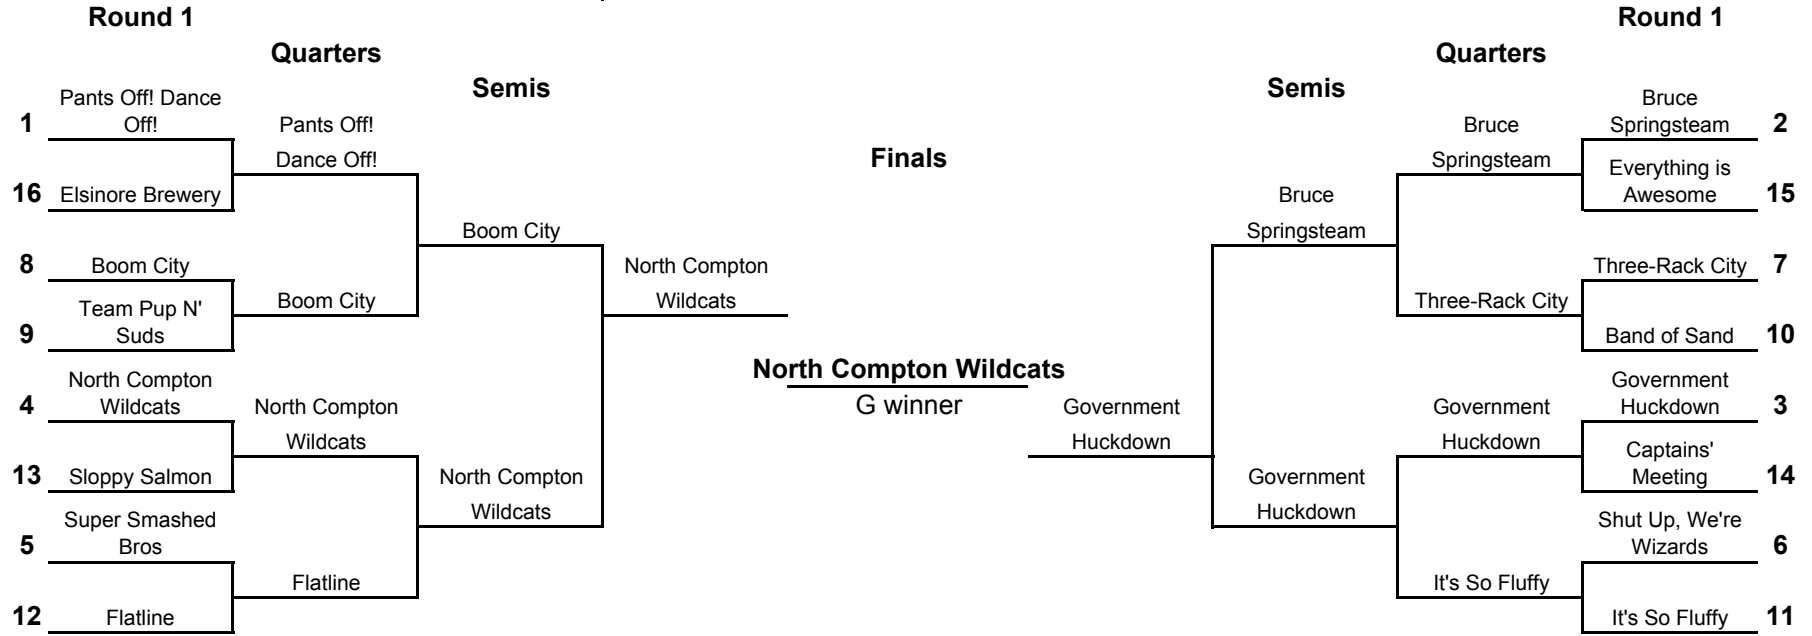 Round 1
Round 1
Quarters
Quarters
Semis
Semis
Finals
1
Pants Off! Dance
Off!
16
Elsinore Brewery
8
Boom City
Team Pup N'
Suds
9
North Compton
Wildcats
4
13
Sloppy Salmon
Super Smashed
Bros
5
12
Flatline
Pants Off!
Dance Off!
Boom City
North Compton
Wildcats
Flatline
Boom City
North Compton
Wildcats
North Compton
Wildcats
North Compton Wildcats
G winner
Government
Huckdown
Bruce
Springsteam
Government
Huckdown
Bruce
Springsteam
Three-Rack City
Government
Huckdown
It's So Fluffy
Bruce
Springsteam
2
Everything is
Awesome
15
Three-Rack City
7
Band of Sand
10
Government
Huckdown
3
Captains'
Meeting
14
Shut Up, We're
Wizards
6
It's So Fluffy
11